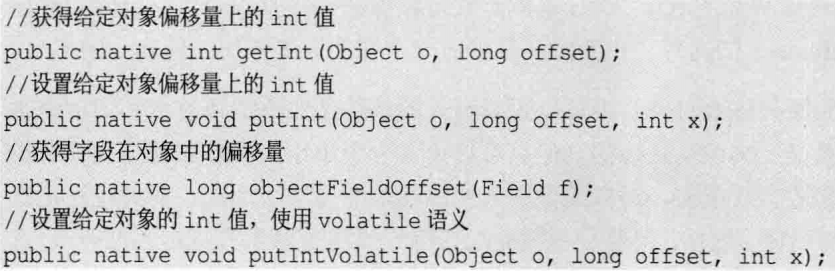 //获得给定对象偏移量上的 int 值
public native int getInt(Object o, long offset);
//设置给定对象偏移量上的 int 值
public native void putInt(Object o, long offset, int x);
//获得字段在对象中的偏移量
public native long objectFieldOffset(Field f);
//设置给定对象的 int 值，使用 volatile 语义
public native void putIntVolatile(Object o, long offset, int x);